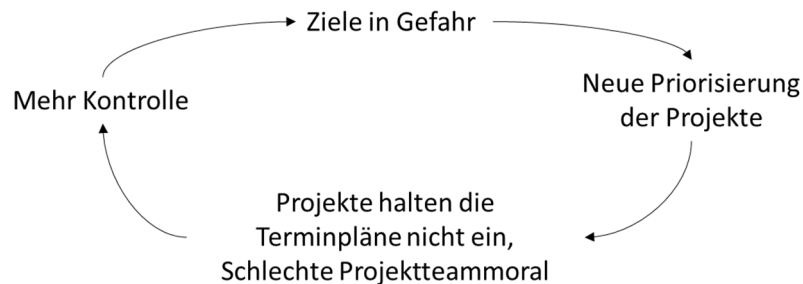 Ziele in Gefahr
Neue Priorisierung
der Projekte
Projekte halten die
Terminpläne nicht ein,
Schlechte Projektteammoral
Mehr Kontrolle